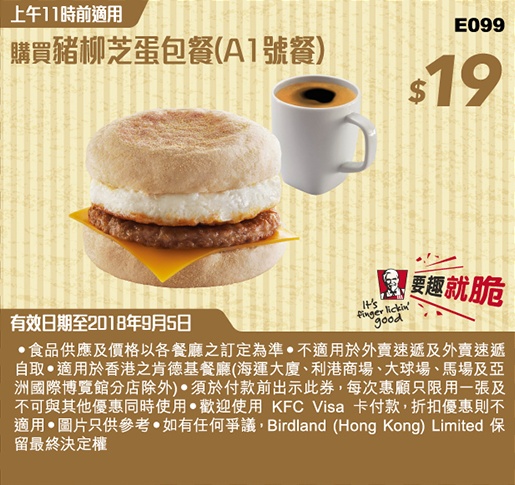 上午11時前適用
E099
購買豬柳芝蛋包餐(A1號餐)
$19
It's
finger lickin'
good
要趣就脆
有效日期至2018年9月5日
•食品供應及價格以各餐廳之訂定為準•不適用於外賣速遞及外賣速遞
自取•適用於香港之肯德基餐廳(海運大廈、利港商場、大球場、馬場及亞
洲國際博覽館分店除外)•須於付款前出示此券，每次惠顧只限用一張及
不可與其他優惠同時使用•歡迎使用 KFC Visa 卡付款，折扣優惠則不
適用•圖片只供參考•如有任何爭議，Birdland (Hong Kong) Limited 保
留最終決定權